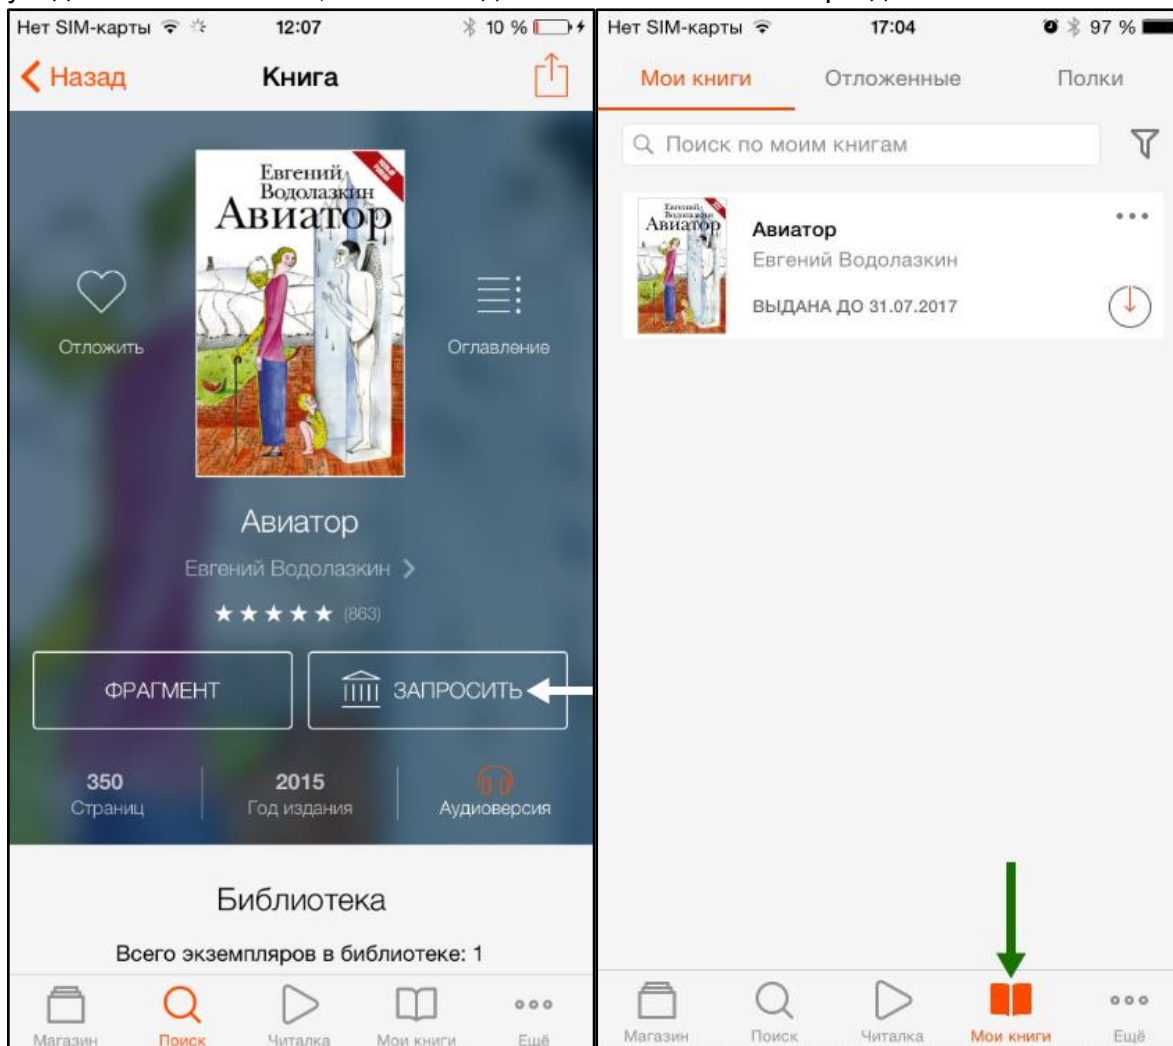 Нет SIM-карты 12:07 10 %
Назад Книга
Евгений
Водолазкин
Авиатор
Отложить
Оглавление
Авиатор
Евгений Водолазкин
(863)
ФРАГМЕНТ
ЗАПРОСИТЬ
350
Страниц
2015
Год издания
Аудиоверсия
Библиотека
Всего экземпляров в библиотеке: 1
Магазин Поиск Читалка Мои книги Ещё
Нет SIM-карты 17:04 97 %
Мои книги Отложенные Полки
Поиск по моим книгам
Евгений
Водолазкин
Авиатор
Авиатор
Евгений Водолазкин
ВЫДАНА ДО 31.07.2017
Магазин Поиск Читалка Мои книги Ещё